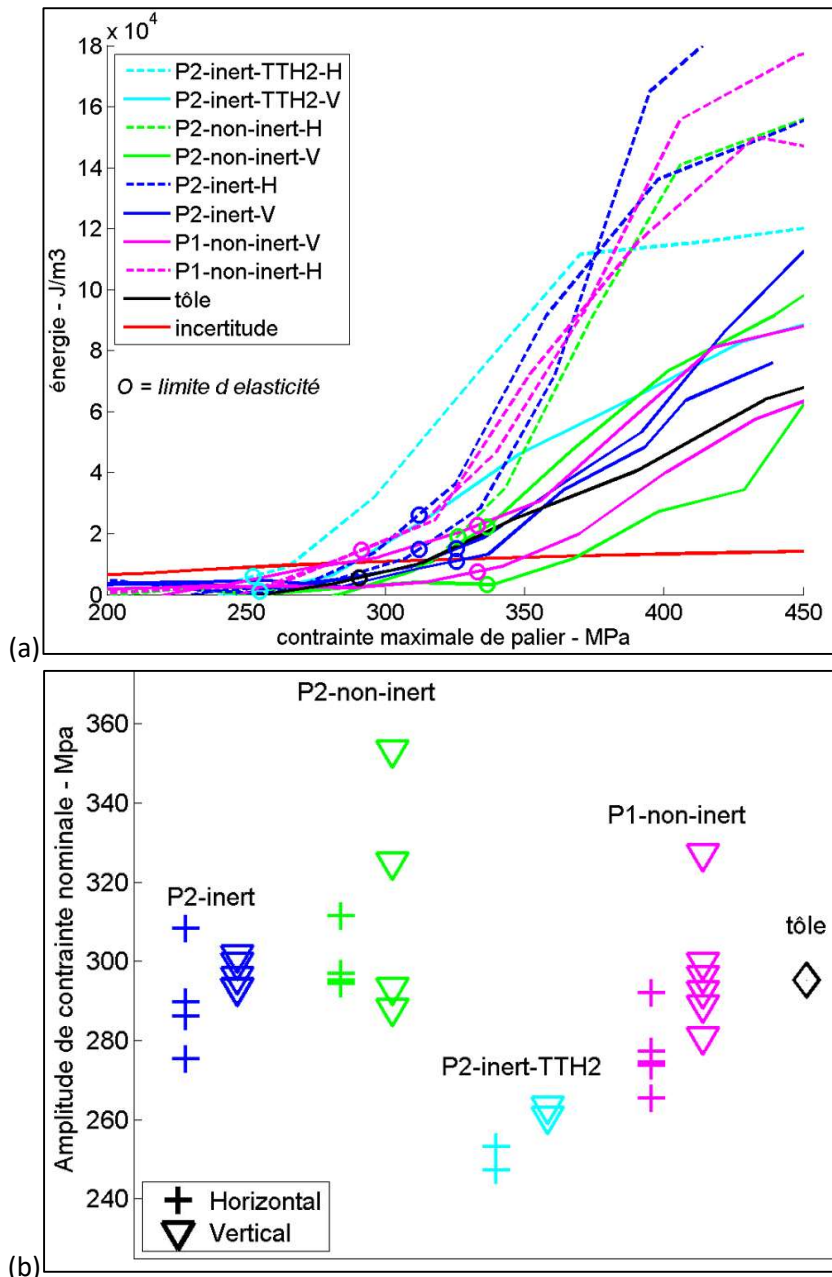 x 10⁴
18
16
14
12
10
8
6
4
2
0
énergie - J/m3
P2-inert-TTH2-H
P2-inert-TTH2-V
P2-non-inert-H
P2-non-inert-V
P2-inert-H
P2-inert-V
P1-non-inert-V
P1-non-inert-H
tôle
incertitude
O = limite d elasticité
200 250 300 350 400 450
contrainte maximale de palier - MPa
(a)
P2-non-inert
360
340
320
300
280
260
240
Amplitude de contrainte nominale - Mpa
P1-non-inert
P2-inert
tôle
P2-inert-TTH2
Horizontal
Vertical
(b)